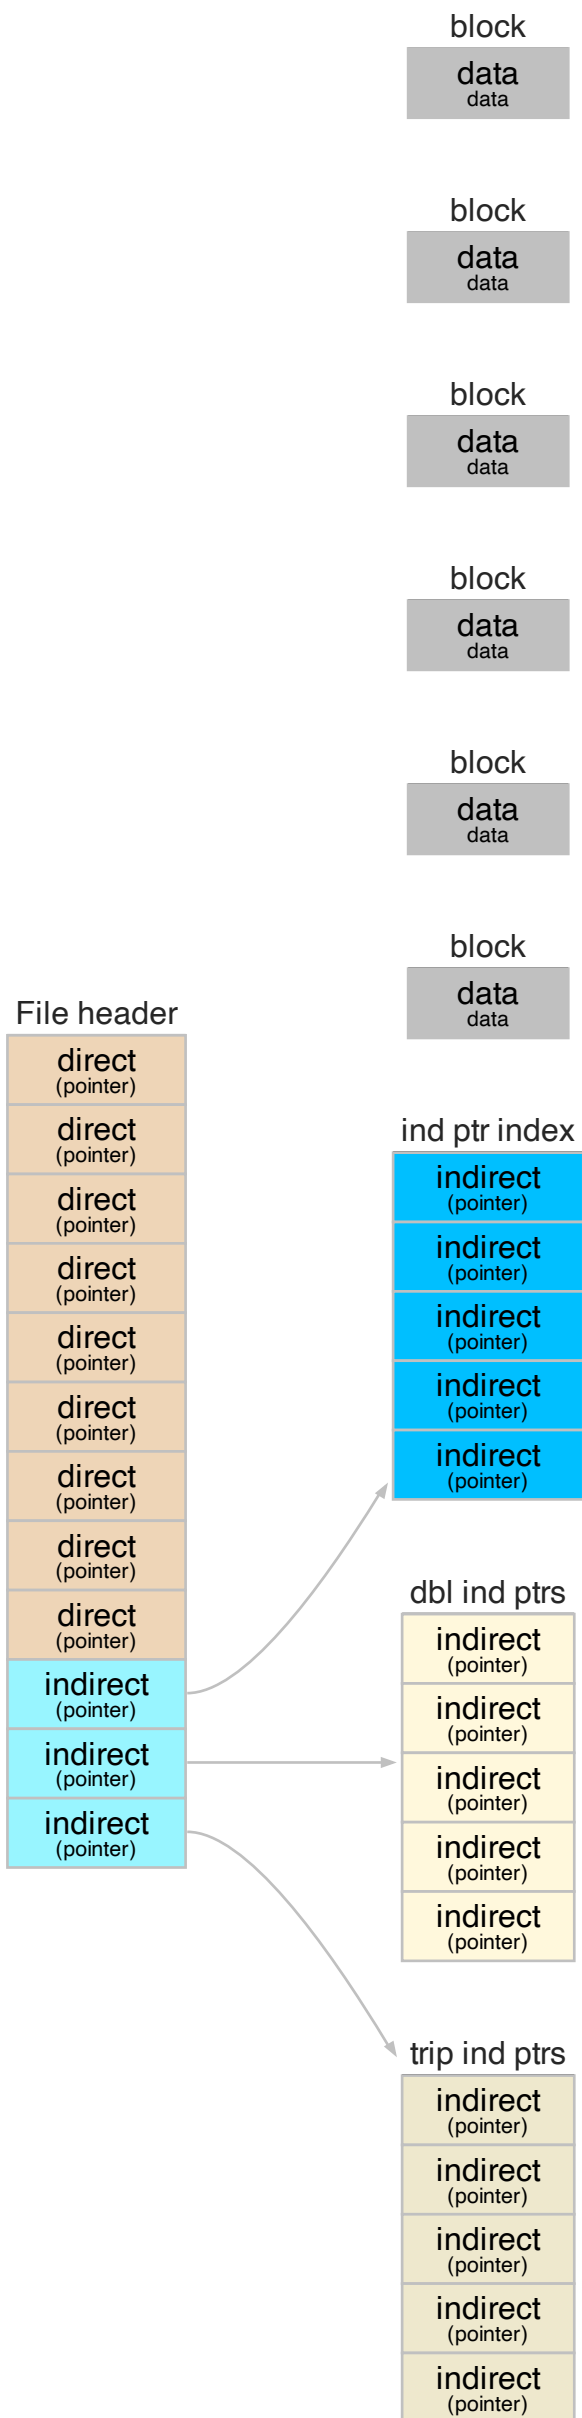 block
data
data
block
data
data
block
data
data
block
data
data
block
data
data
block
data
data
File header
direct
(pointer)
direct
(pointer)
direct
(pointer)
direct
(pointer)
direct
(pointer)
direct
(pointer)
direct
(pointer)
direct
(pointer)
direct
(pointer)
indirect
(pointer)
indirect
(pointer)
indirect
(pointer)
ind ptr index
indirect
(pointer)
indirect
(pointer)
indirect
(pointer)
indirect
(pointer)
indirect
(pointer)
dbl ind ptrs
indirect
(pointer)
indirect
(pointer)
indirect
(pointer)
indirect
(pointer)
indirect
(pointer)
trip ind ptrs
indirect
(pointer)
indirect
(pointer)
indirect
(pointer)
indirect
(pointer)
indirect
(pointer)